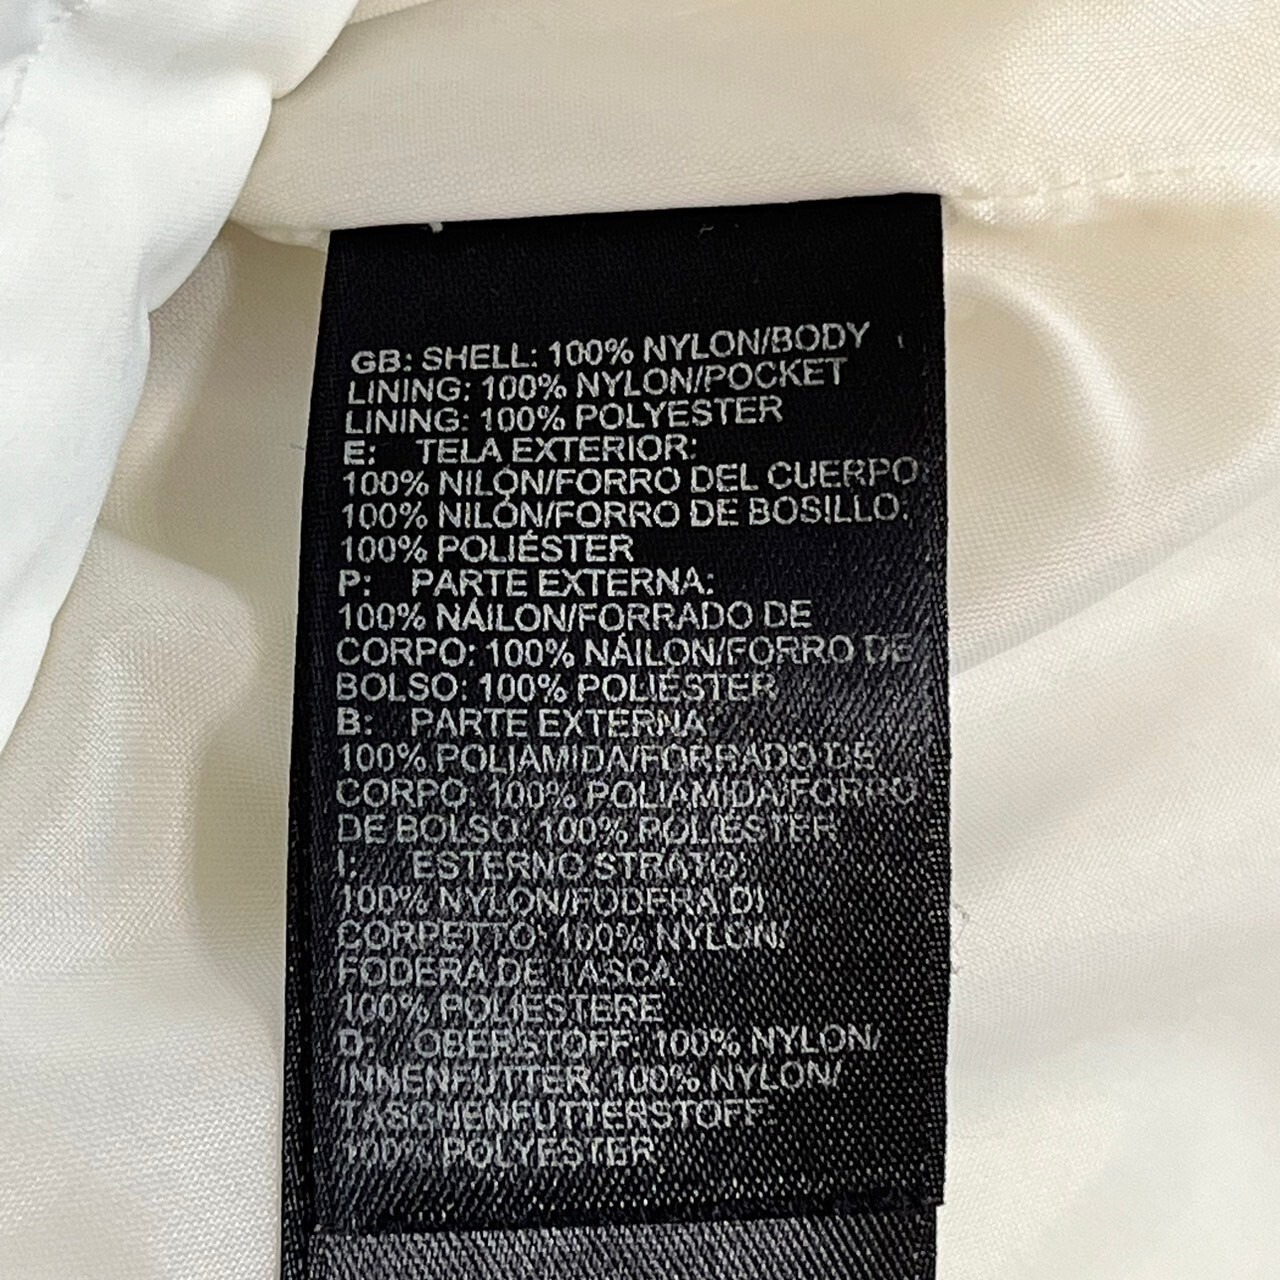 GB: SHELL: 100% NYLON/BODY
LINING: 100% NYLON/POCKET
LINING: 100% POLYESTER
E: TELA EXTERIOR:
100% NILÓN/FORRO DEL CUERPO
100% NILÓN/FORRO DE BOSILLO:
100% POLIÉSTER
P: PARTE EXTERNA:
100% NÁILON/FORRADO DE
CORPO: 100% NÁILON/FORRO DE
BOLSO: 100% POLIÉSTER
B: PARTE EXTERNA:
100% POLIAMIDA/FORRADO DE
CORPO: 100% POLIAMIDA/FORRO
DE BOLSO: 100% POLIÉSTER
I: ESTERNO STRATO:
100% NYLON/FODERA DI
CORPETTO: 100% NYLON/
FODERA DE TASCA
100% POLIESTERE
D: OBERSTOFF: 100% NYLON/
INNENFUTTER: 100% NYLON/
TASCHENFUTTERSTOFF:
100% POLYESTER